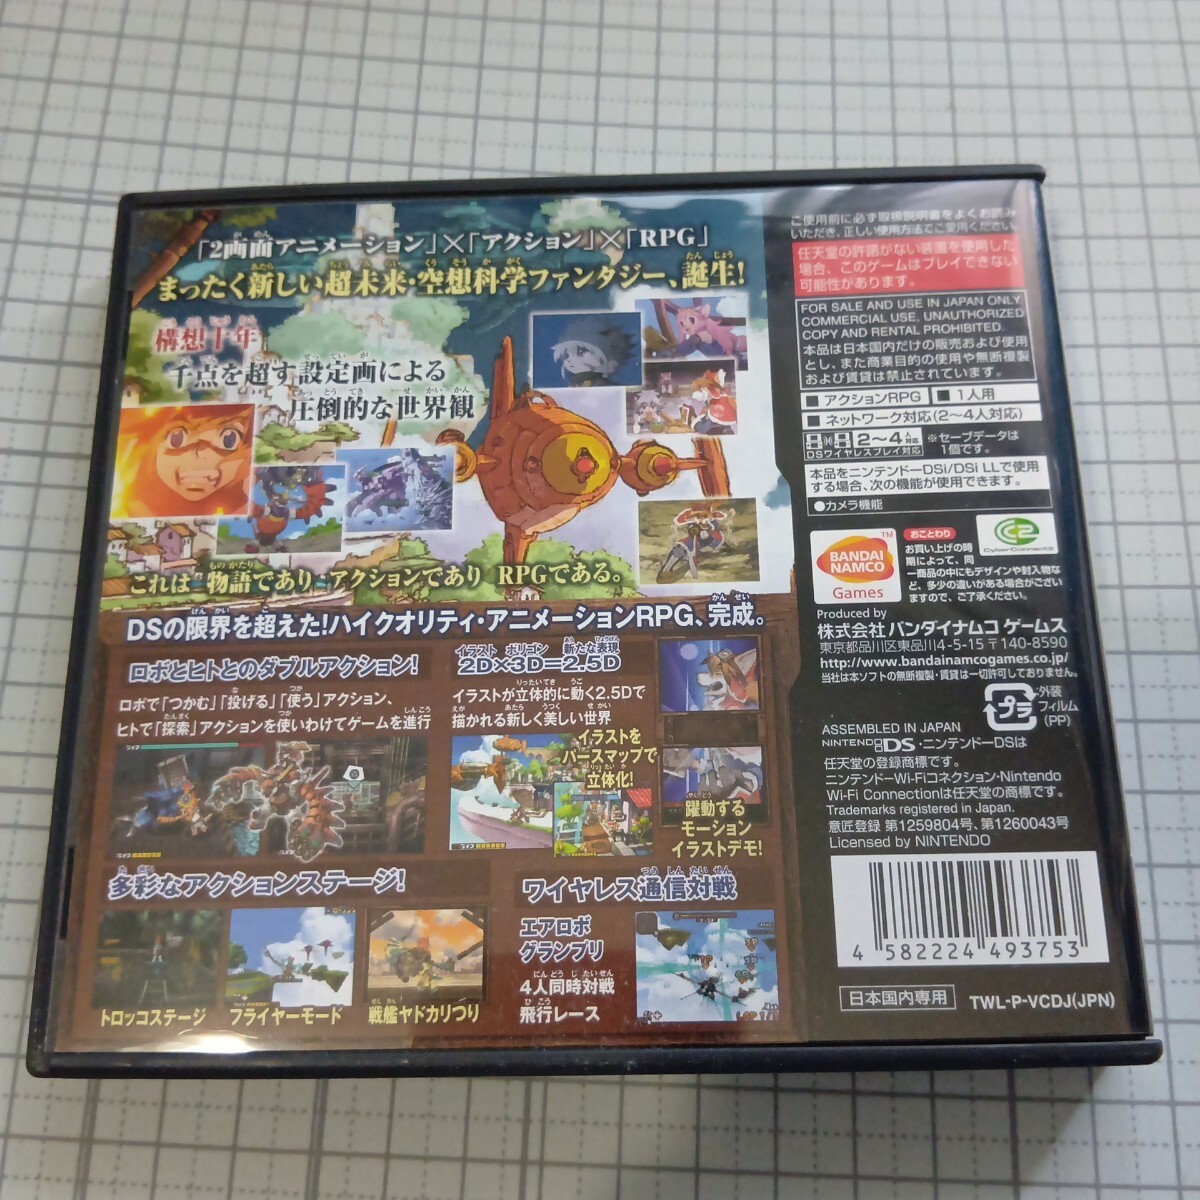 「2画面アニメーション」×「アクション」×「RPG」
まったく新しい超未来・空想科学ファンタジー、誕生!
構想十年
千点を超す設定画による
圧倒的な世界観
これは 物語であり アクションであり RPGである。
DSの限界を超えた!ハイクオリティ・アニメーションRPG、完成。
ロボとヒトとのダブルアクション!
ロボで「つかむ」「投げる」「使う」アクション、
ヒトで「探索」アクションを使いわけてゲームを進行
イラスト ポリゴン 新たな表現
2D×3D=2.5D
イラストが立体的に動く2.5Dで
描かれる新しく美しい世界
イラストを
パースマップで
立体化!
躍動する
モーション
イラストデモ!
多彩なアクションステージ!
トロッコステージ
フライヤーモード
戦艦ヤドカリつり
ワイヤレス通信対戦
エアロボ
グランプリ
4人同時対戦
飛行レース
ご使用前に必ず取扱説明書をよくお読み
いただき、正しい使用方法でご愛用ください。
任天堂の許諾がない装置を使用した
場合、このゲームはプレイできない
可能性があります。
FOR SALE AND USE IN JAPAN ONLY
COMMERCIAL USE, UNAUTHORIZED
COPY AND RENTAL PROHIBITED.
本品は日本国内だけの販売および使用
とし、また商業目的の使用や無断複製
および賃貸は禁止されています。
■ アクションRPG
■ 1人用
■ ネットワーク対応(2〜4人対応)
2〜4人対応
DSワイヤレスプレイ対応
※セーブデータは
1個です。
本品をニンテンドーDSi/DSi LLで使用
する場合、次の機能が使用できます。
●カメラ機能
BANDAI
NAMCO
Games
TM
おことわり
お買い上げの時
期によって、同
一商品の中にもデザインや封入物な
ど、多少の違いがある場合がござい
ますので、ご了承ください。
C2
CyberConnect2
Produced by
株式会社 バンダイナムコ ゲームス
東京都品川区東品川4-5-15 〒140-8590
http://www.bandainamcogames.co.jp/
当社は本ソフトの無断複製・賃貸は一切許可しておりません。
プラ
外装
フィルム
(PP)
ASSEMBLED IN JAPAN
NINTENDO DS・ニンテンドーDSは
任天堂の登録商標です。
ニンテンドーWi-Fiコネクション・Nintendo
Wi-Fi Connectionは任天堂の商標です。
Trademarks registered in Japan.
意匠登録 第1259804号、第1260043号
Licensed by NINTENDO
4 582224 493753
日本国内専用
TWL-P-VCDJ(JPN)